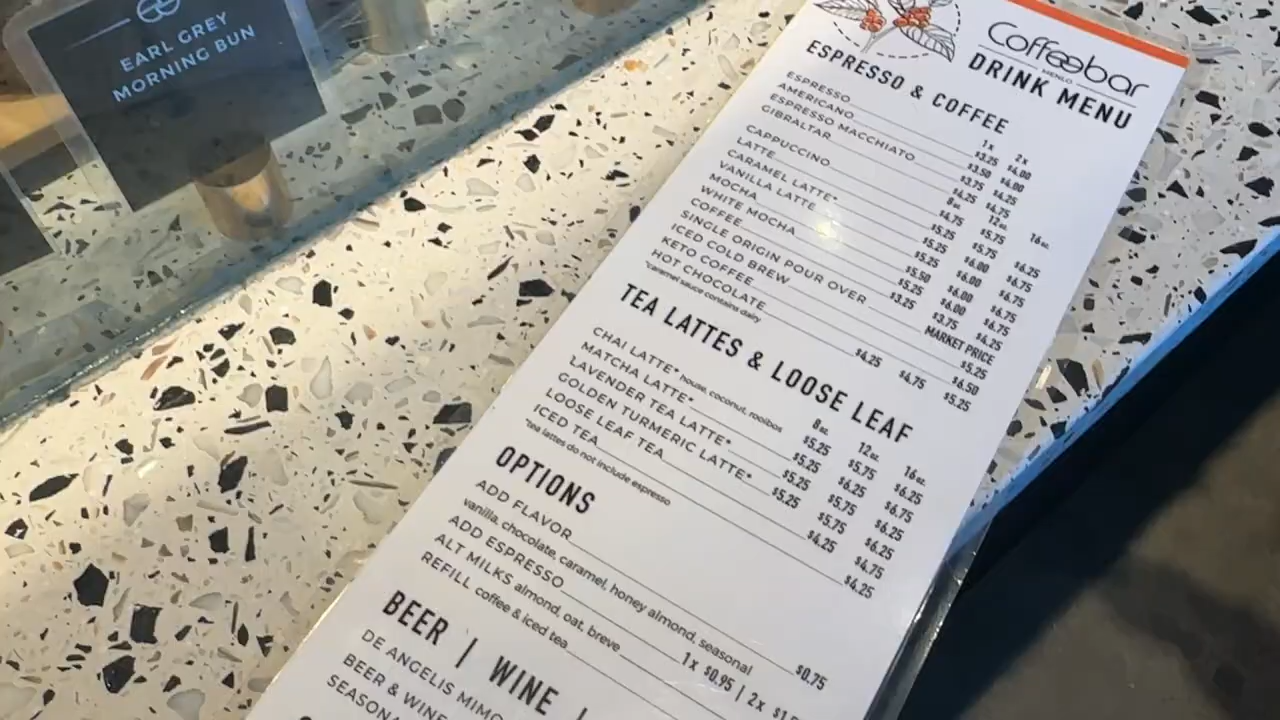 EARL GREY
MORNING BUN
Coffeebar
MENLO
DRINK MENU
ESPRESSO & COFFEE
1x 2x
ESPRESSO $3.25 $4.00
AMERICANO $3.50 $4.00
ESPRESSO MACCHIATO $3.75 $4.25
GIBRALTAR $4.25 $4.75
8oz. 12oz. 16oz.
CAPPUCCINO $4.75 $5.75
LATTE $5.25 $5.75 $6.25
CARAMEL LATTE* $5.25 $6.00
VANILLA LATTE $5.25 $6.00 $6.75
MOCHA $5.50 $6.00 $6.75
WHITE MOCHA $5.25 $6.00 $6.75
COFFEE $3.25 $3.75 $4.25
SINGLE ORIGIN POUR OVER MARKET PRICE
ICED COLD BREW $5.25
KETO COFFEE $6.50
HOT CHOCOLATE $4.25 $4.75 $5.25
*caramel sauce contains dairy
TEA LATTES & LOOSE LEAF
8oz. 12oz. 16oz.
CHAI LATTE* house, coconut, rooibos $5.25 $5.75 $6.25
MATCHA LATTE* $5.25 $6.25 $6.75
LAVENDER TEA LATTE* $5.25 $5.75 $6.25
GOLDEN TURMERIC LATTE* $5.25 $5.75 $6.25
LOOSE LEAF TEA $4.25 $4.75
ICED TEA $4.25
*tea lattes do not include espresso
OPTIONS
ADD FLAVOR $0.75
vanilla, chocolate, caramel, honey almond, seasonal
ADD ESPRESSO 1x $0.95 | 2x
ALT MILKS almond, oat, breve
REFILL coffee & iced tea
BEER | WINE |
DE ANGELIS
BEER & WINE